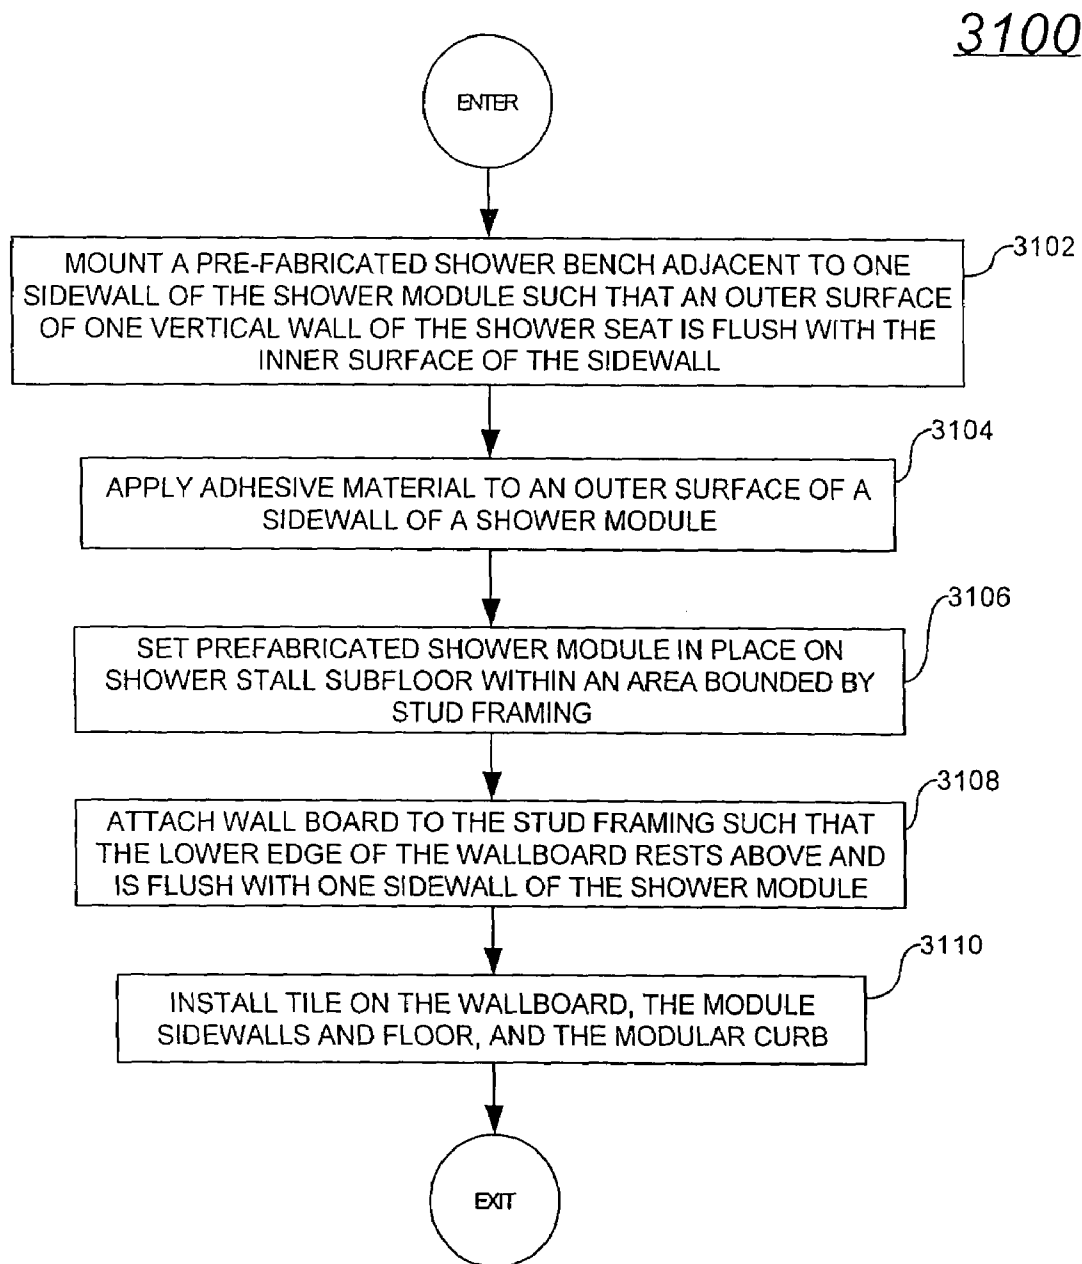 3100
ENTER
3102
MOUNT A PRE-FABRICATED SHOWER BENCH ADJACENT TO ONE
SIDEWALL OF THE SHOWER MODULE SUCH THAT AN OUTER SURFACE
OF ONE VERTICAL WALL OF THE SHOWER SEAT IS FLUSH WITH THE
INNER SURFACE OF THE SIDEWALL
3104
APPLY ADHESIVE MATERIAL TO AN OUTER SURFACE OF A
SIDEWALL OF A SHOWER MODULE
3106
SET PREFABRICATED SHOWER MODULE IN PLACE ON
SHOWER STALL SUBFLOOR WITHIN AN AREA BOUNDED BY
STUD FRAMING
3108
ATTACH WALL BOARD TO THE STUD FRAMING SUCH THAT
THE LOWER EDGE OF THE WALLBOARD RESTS ABOVE AND
IS FLUSH WITH ONE SIDEWALL OF THE SHOWER MODULE
3110
INSTALL TILE ON THE WALLBOARD, THE MODULE
SIDEWALLS AND FLOOR, AND THE MODULAR CURB
EXIT